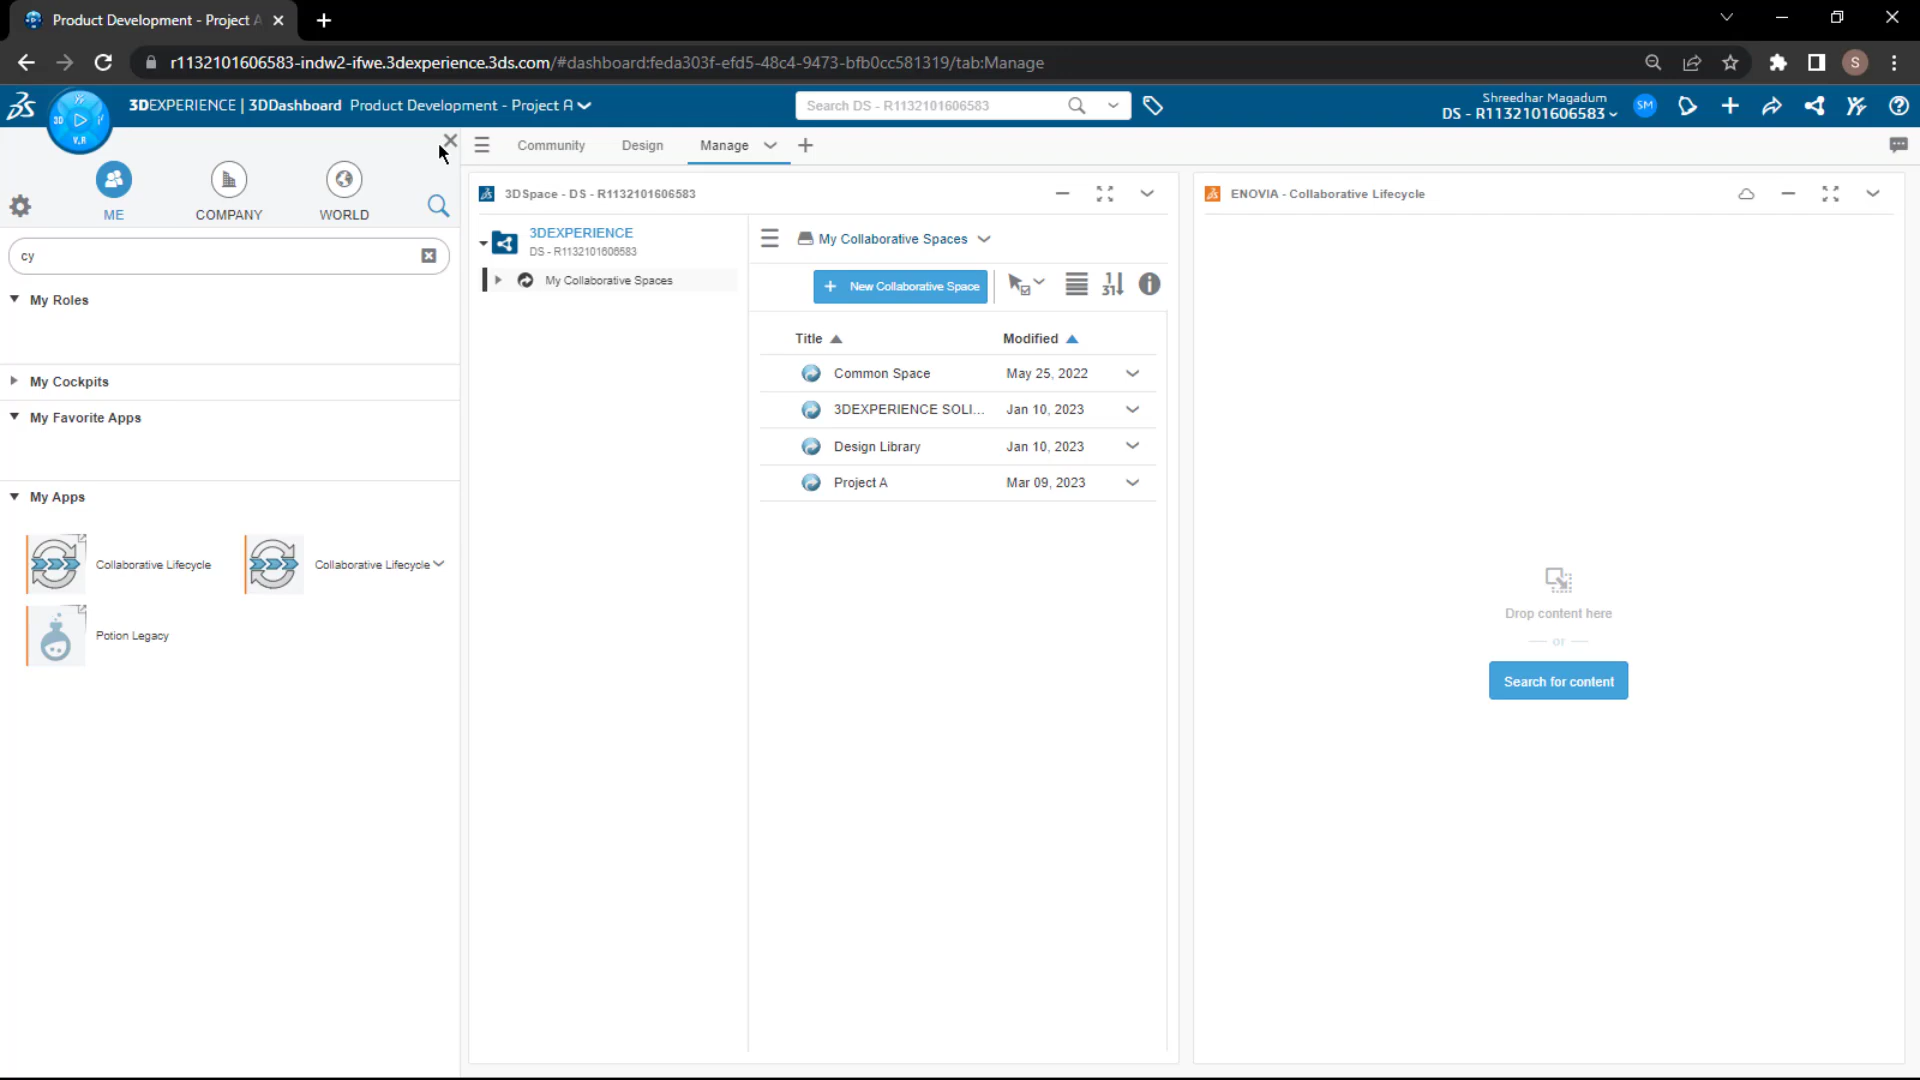 Product Development - Project A
r1132101606583-indw2-ifwe.3dexperience.3ds.com/#dashboard:feda303f-efd5-48c4-9473-bfb0cc581319/tab:Manage
S
3DEXPERIENCE | 3DDashboard Product Development - Project A
3D
V.R
Search DS - R1132101606583
Shreedhar Magadum
DS - R1132101606583
SM
ME
COMPANY
WORLD
cy
My Roles
My Cockpits
My Favorite Apps
My Apps
Collaborative Lifecycle
Collaborative Lifecycle
Potion Legacy
Community
Design
Manage
3DSpace - DS - R1132101606583
3DEXPERIENCE
DS - R1132101606583
My Collaborative Spaces
My Collaborative Spaces
+ New Collaborative Space
1
31
Title
Modified
Common Space May 25, 2022
3DEXPERIENCE SOLI... Jan 10, 2023
Design Library Jan 10, 2023
Project A Mar 09, 2023
ENOVIA - Collaborative Lifecycle
Drop content here
or
Search for content